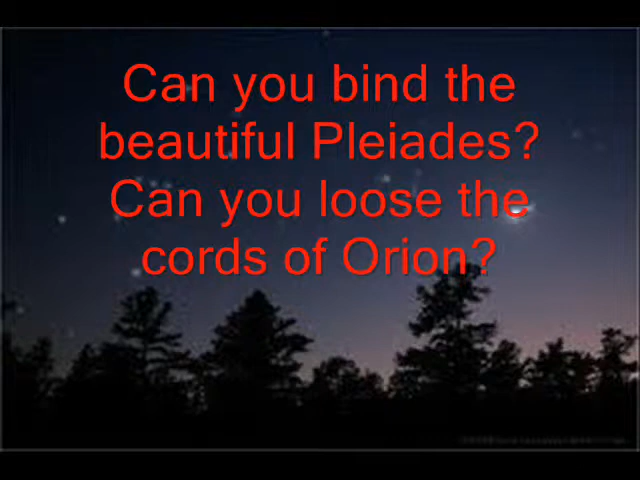 Can you bind the
beautiful Pleiades?
Can you loose the
cords of Orion?